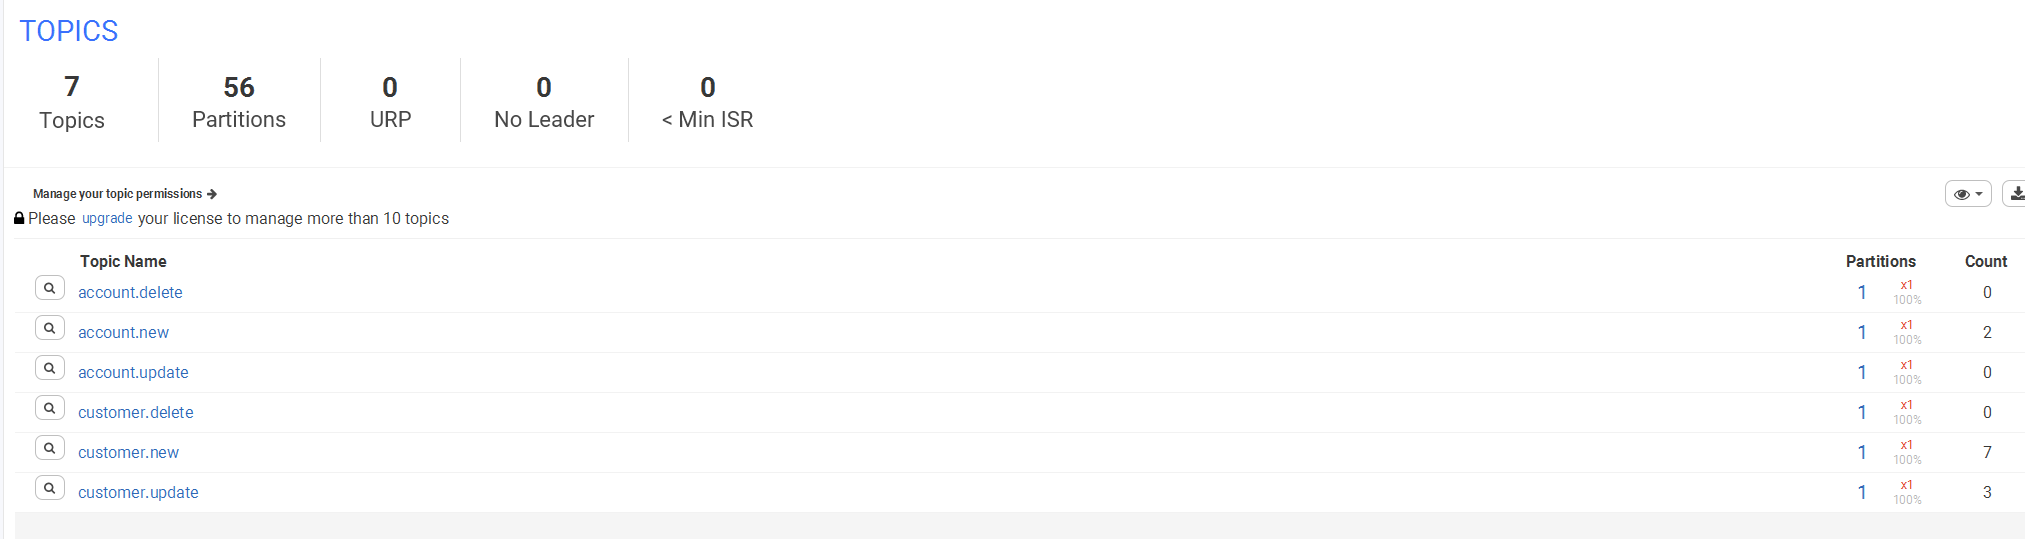 TOPICS
7 56 0 0 0
Topics Partitions URP No Leader < Min ISR
Manage your topic permissions
Please upgrade your license to manage more than 10 topics
Topic Name Partitions Count
account.delete 1 x1 100% 0
account.new 1 x1 100% 2
account.update 1 x1 100% 0
customer.delete 1 x1 100% 0
customer.new 1 x1 100% 7
customer.update 1 x1 100% 3